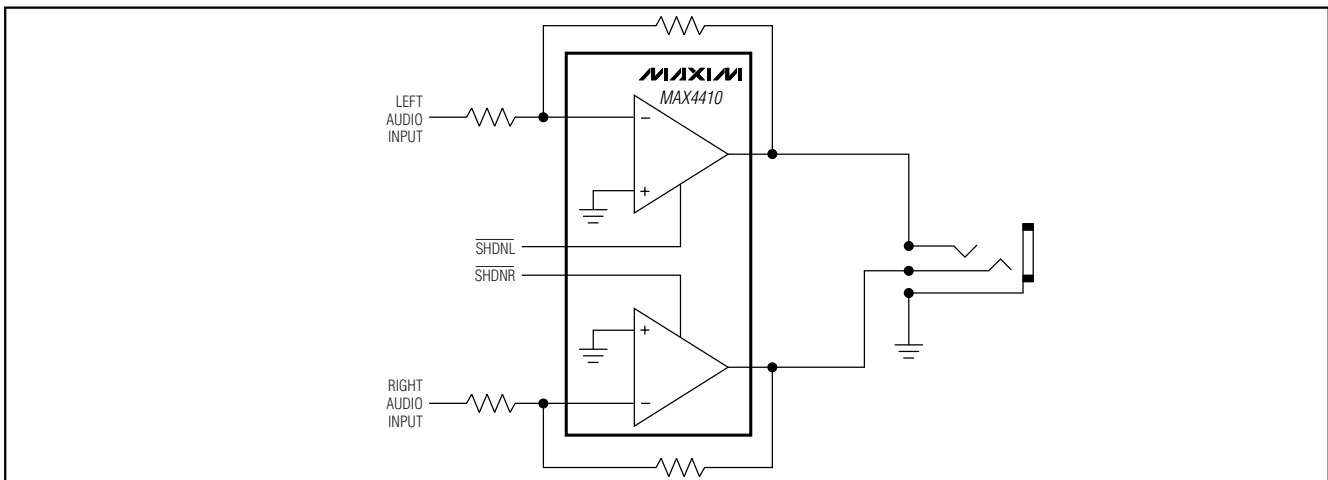 MAXIM
MAX4410
LEFT
AUDIO
INPUT
−
+
SHDNL
SHDNR
+
−
RIGHT
AUDIO
INPUT